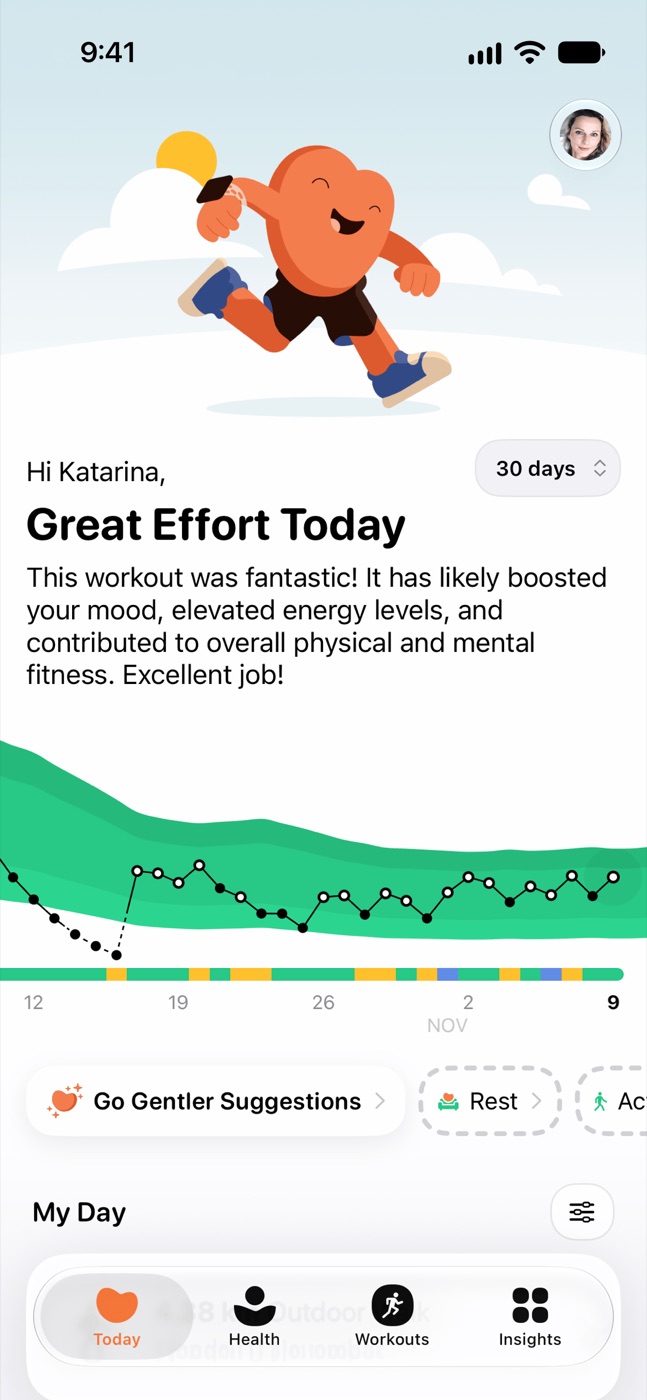 9:41
Hi Katarina,
30 days
Great Effort Today
This workout was fantastic! It has likely boosted
your mood, elevated energy levels, and
contributed to overall physical and mental
fitness. Excellent job!
12 19 26 2 9
NOV
Go Gentler Suggestions
Rest
My Day
Today Health Workouts Insights